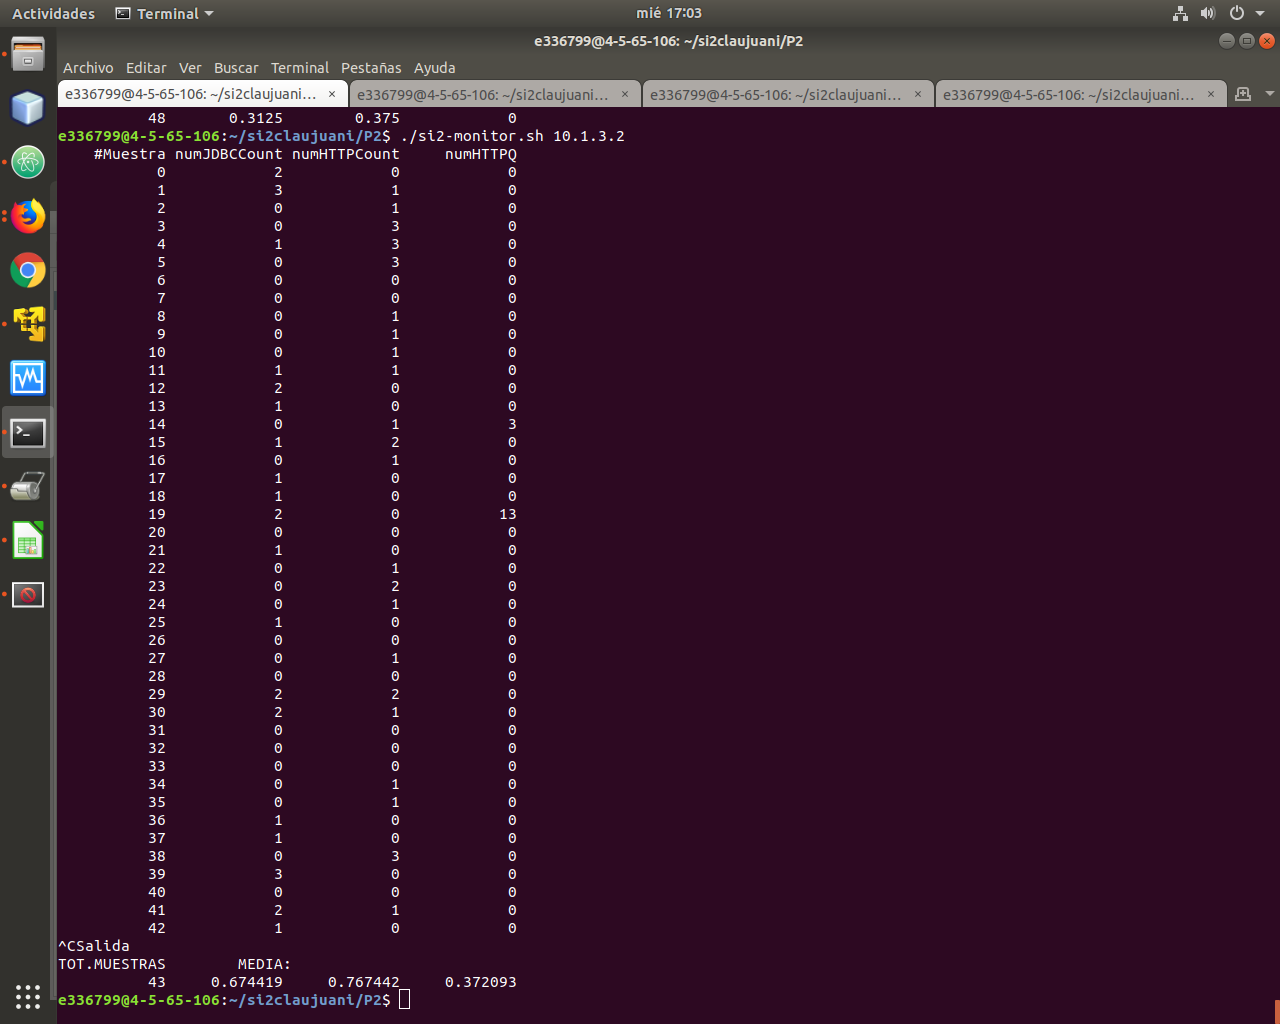 Actividades Terminal mié 17:03
e336799@4-5-65-106: ~/si2claujuani/P2
Archivo Editar Ver Buscar Terminal Pestañas Ayuda
e336799@4-5-65-106: ~/si2claujuani... × e336799@4-5-65-106: ~/si2claujuani... × e336799@4-5-65-106: ~/si2claujuani... × e336799@4-5-65-106: ~/si2claujuani... ×
48 0.3125 0.375 0
e336799@4-5-65-106:~/si2claujuani/P2$ ./si2-monitor.sh 10.1.3.2
#Muestra numJDBCCount numHTTPCount numHTTPQ
0 2 0 0
1 3 1 0
2 0 1 0
3 0 3 0
4 1 3 0
5 0 3 0
6 0 0 0
7 0 0 0
8 0 1 0
9 0 1 0
10 0 1 0
11 1 1 0
12 2 0 0
13 1 0 0
14 0 1 3
15 1 2 0
16 0 1 0
17 1 0 0
18 1 0 0
19 2 0 13
20 0 0 0
21 1 0 0
22 0 1 0
23 0 2 0
24 0 1 0
25 1 0 0
26 0 0 0
27 0 1 0
28 0 0 0
29 2 2 0
30 2 1 0
31 0 0 0
32 0 0 0
33 0 0 0
34 0 1 0
35 0 1 0
36 1 0 0
37 1 0 0
38 0 3 0
39 3 0 0
40 0 0 0
41 2 1 0
42 1 0 0
^CSalida
TOT.MUESTRAS MEDIA:
43 0.674419 0.767442 0.372093
e336799@4-5-65-106:~/si2claujuani/P2$